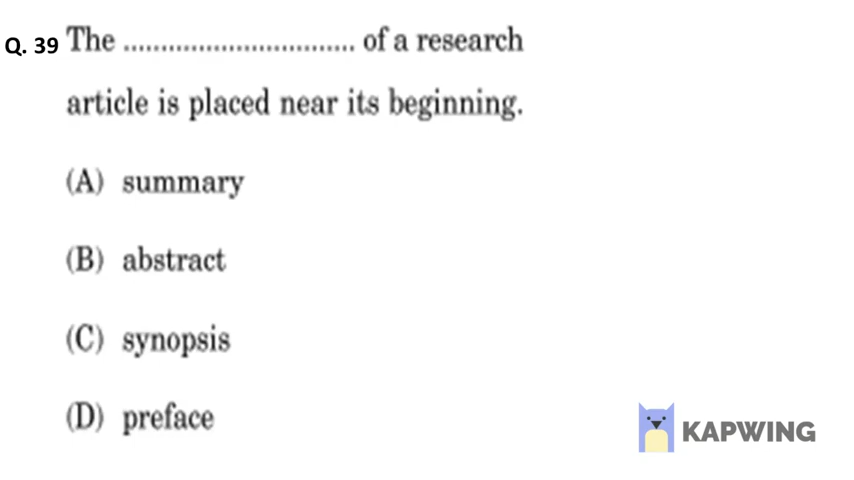 Q. 39 The ................................ of a research
article is placed near its beginning.
(A) summary
(B) abstract
(C) synopsis
(D) preface
KAPWING